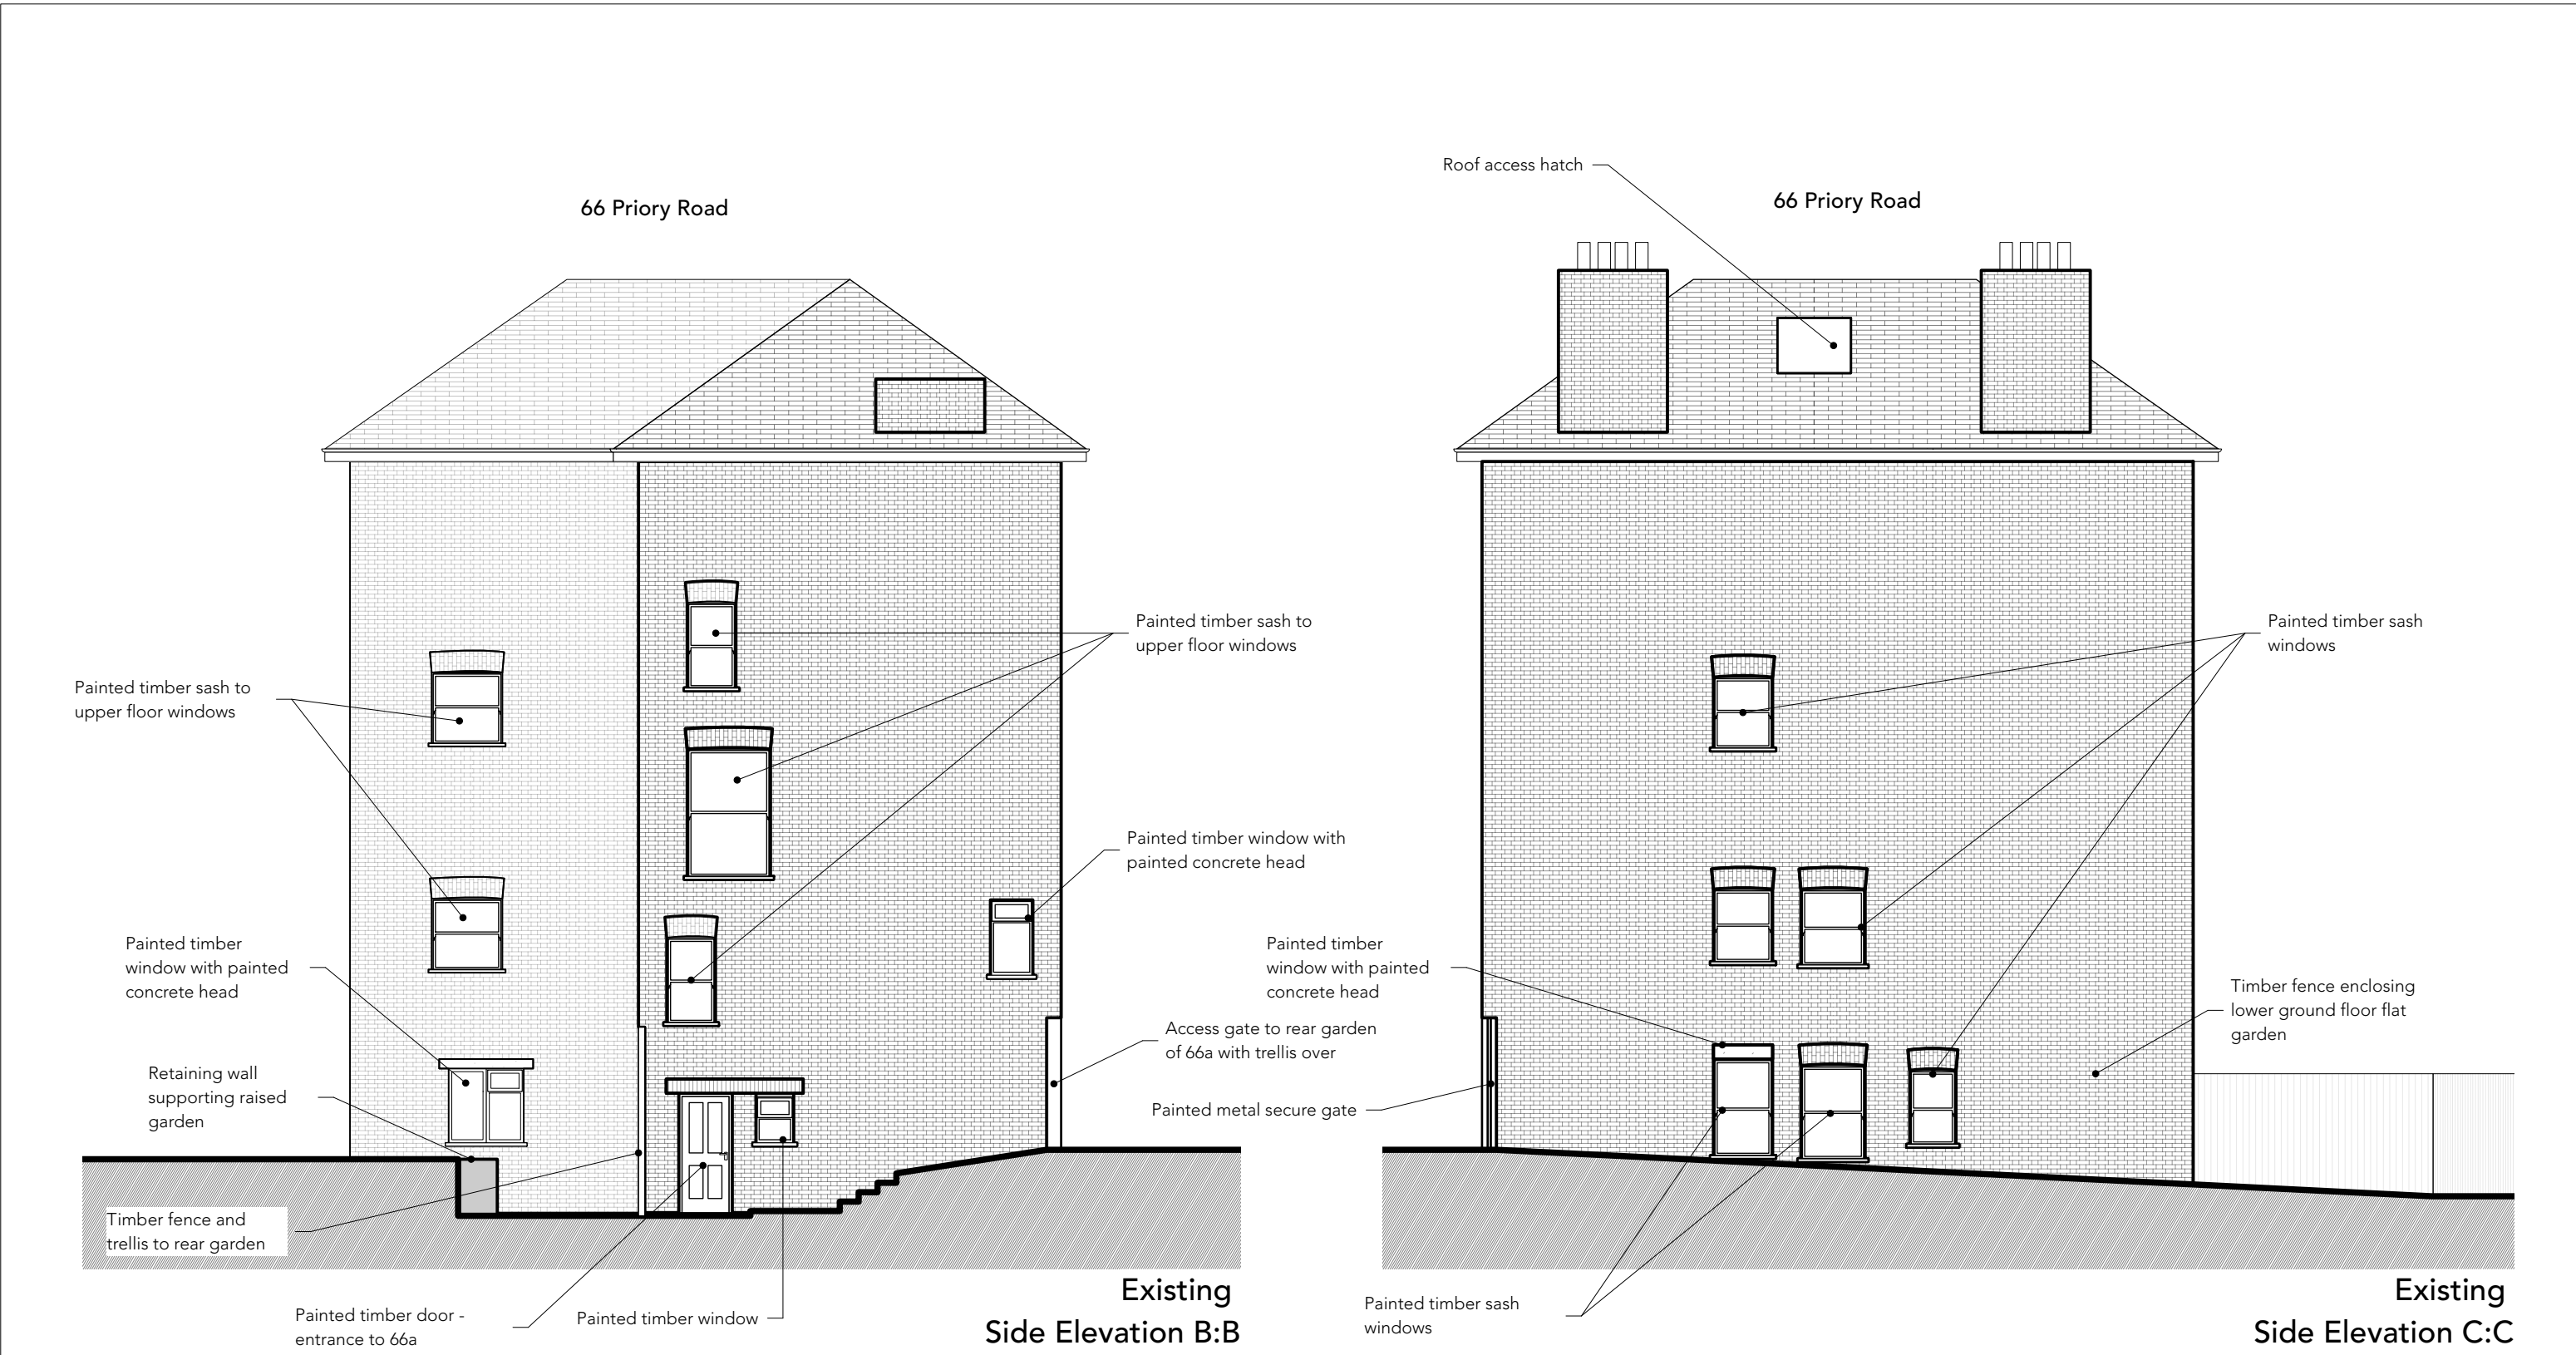 66 Priory Road
Painted timber sash to
upper floor windows
Painted timber
window with painted
concrete head
Retaining wall
supporting raised
garden
Timber fence and
trellis to rear garden
Painted timber door -
entrance to 66a
Painted timber window
Painted timber sash to
upper floor windows
Painted timber window with
painted concrete head
Access gate to rear garden
of 66a with trellis over
Existing
Side Elevation B:B
Roof access hatch
66 Priory Road
Painted timber
window with painted
concrete head
Painted metal secure gate
Painted timber sash
windows
Painted timber sash
windows
Timber fence enclosing
lower ground floor flat
garden
Existing
Side Elevation C:C